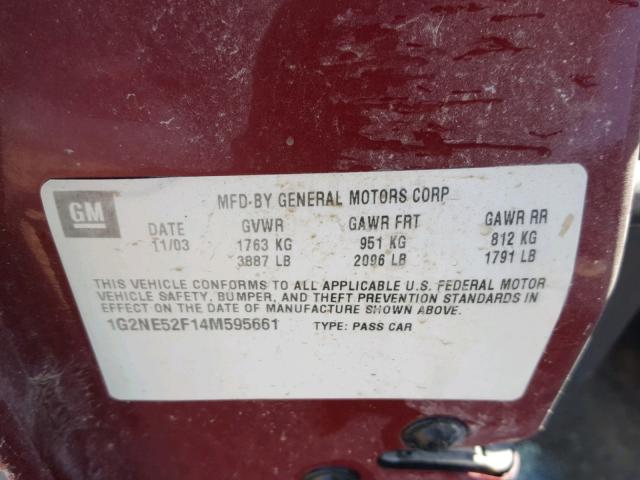 MFD-BY GENERAL MOTORS CORP
GM
DATE GVWR GAWR FRT GAWR RR
11/03 1763 KG 951 KG 812 KG
3887 LB 2096 LB 1791 LB
THIS VEHICLE CONFORMS TO ALL APPLICABLE U.S. FEDERAL MOTOR
VEHICLE SAFETY, BUMPER, AND THEFT PREVENTION STANDARDS IN
EFFECT ON THE DATE OF MANUFACTURE SHOWN ABOVE.
1G2NE52F14M595661 TYPE: PASS CAR